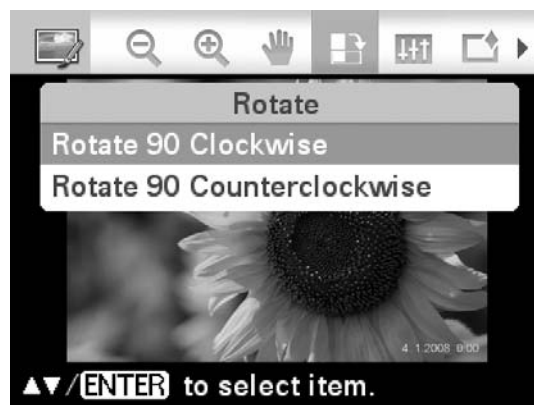 Rotate
Rotate 90 Clockwise
Rotate 90 Counterclockwise
4. 1.2008 0:00
▲▼/ENTER to select item.